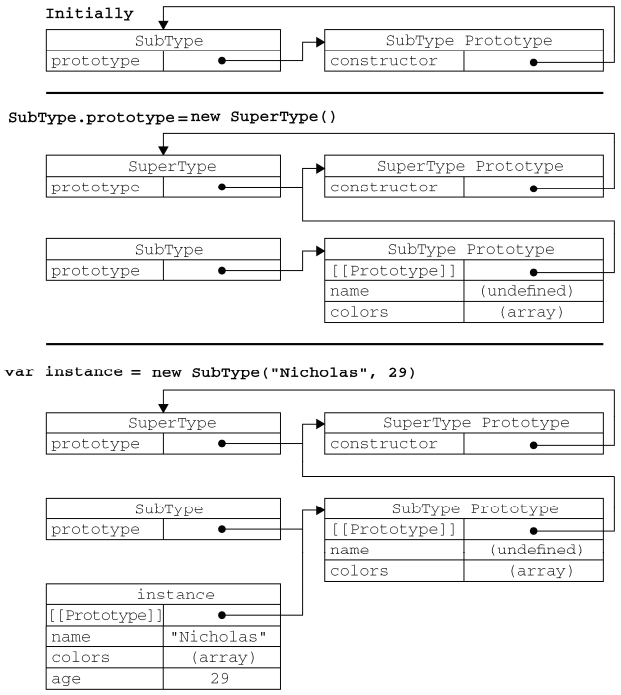 Initially
SubType SubType Prototype
prototype constructor
SubType.prototype=new SuperType()
SuperType SuperType Prototype
prototype constructor
SubType SubType Prototype
prototype [[Prototype]]
name (undefined)
colors (array)
var instance = new SubType("Nicholas", 29)
SuperType SuperType Prototype
prototype constructor
SubType SubType Prototype
prototype [[Prototype]]
name (undefined)
colors (array)
instance
[[Prototype]]
name "Nicholas"
colors (array)
age 29